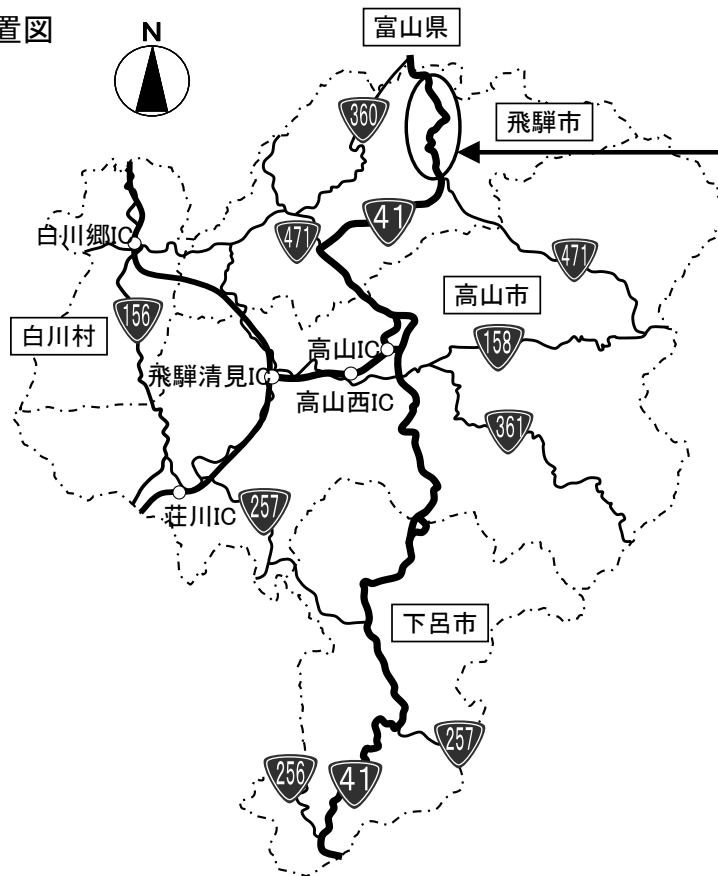 置図
N
富山県
360
飛騨市
41
471
白川郷IC
471
156
高山市
白川村
高山IC
158
飛騨清見IC
高山西IC
361
257
荘川IC
下呂市
257
256
41